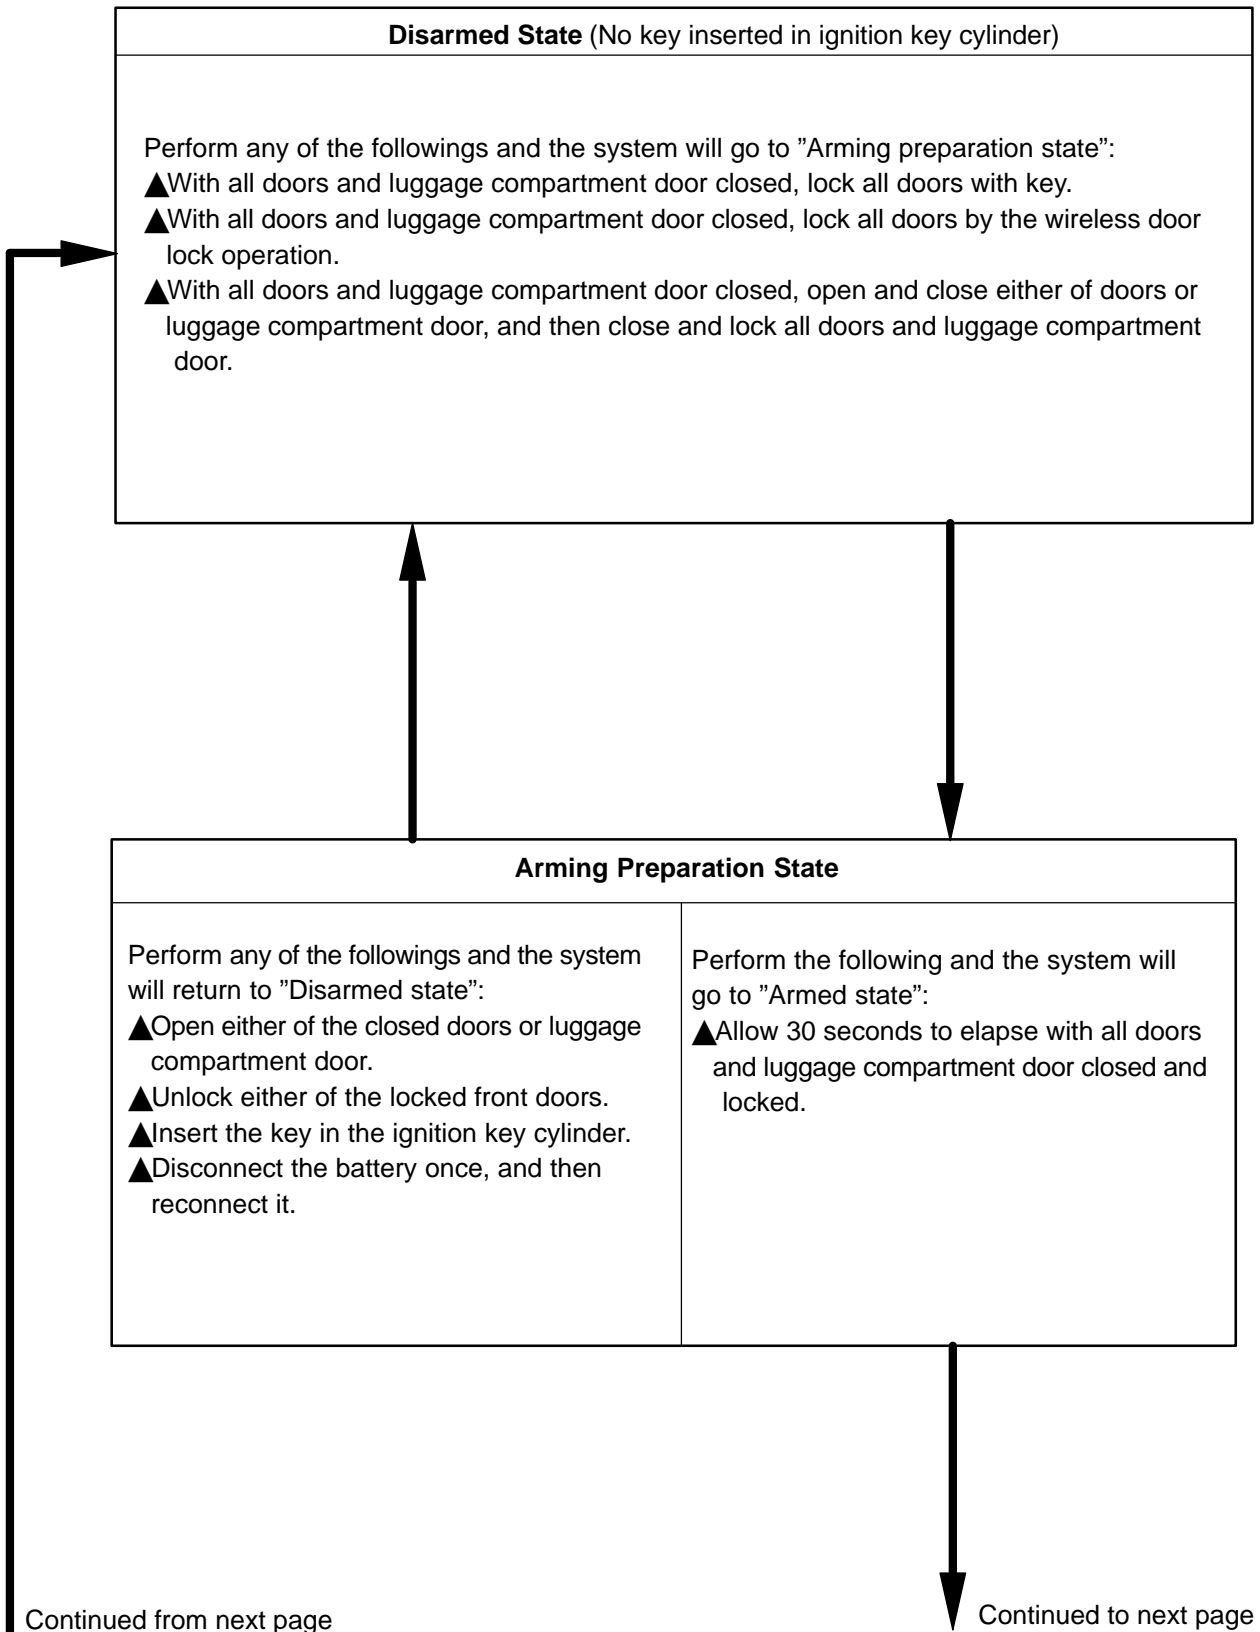 Disarmed State (No key inserted in ignition key cylinder)
Perform any of the followings and the system will go to ”Arming preparation state”:
▲With all doors and luggage compartment door closed, lock all doors with key.
▲With all doors and luggage compartment door closed, lock all doors by the wireless door
lock operation.
▲With all doors and luggage compartment door closed, open and close either of doors or
luggage compartment door, and then close and lock all doors and luggage compartment
door.
Arming Preparation State
Perform any of the followings and the system
will return to ”Disarmed state”:
▲Open either of the closed doors or luggage
compartment door.
▲Unlock either of the locked front doors.
▲Insert the key in the ignition key cylinder.
▲Disconnect the battery once, and then
reconnect it.
Perform the following and the system will
go to ”Armed state”:
▲Allow 30 seconds to elapse with all doors
and luggage compartment door closed and
locked.
Continued from next page
Continued to next page